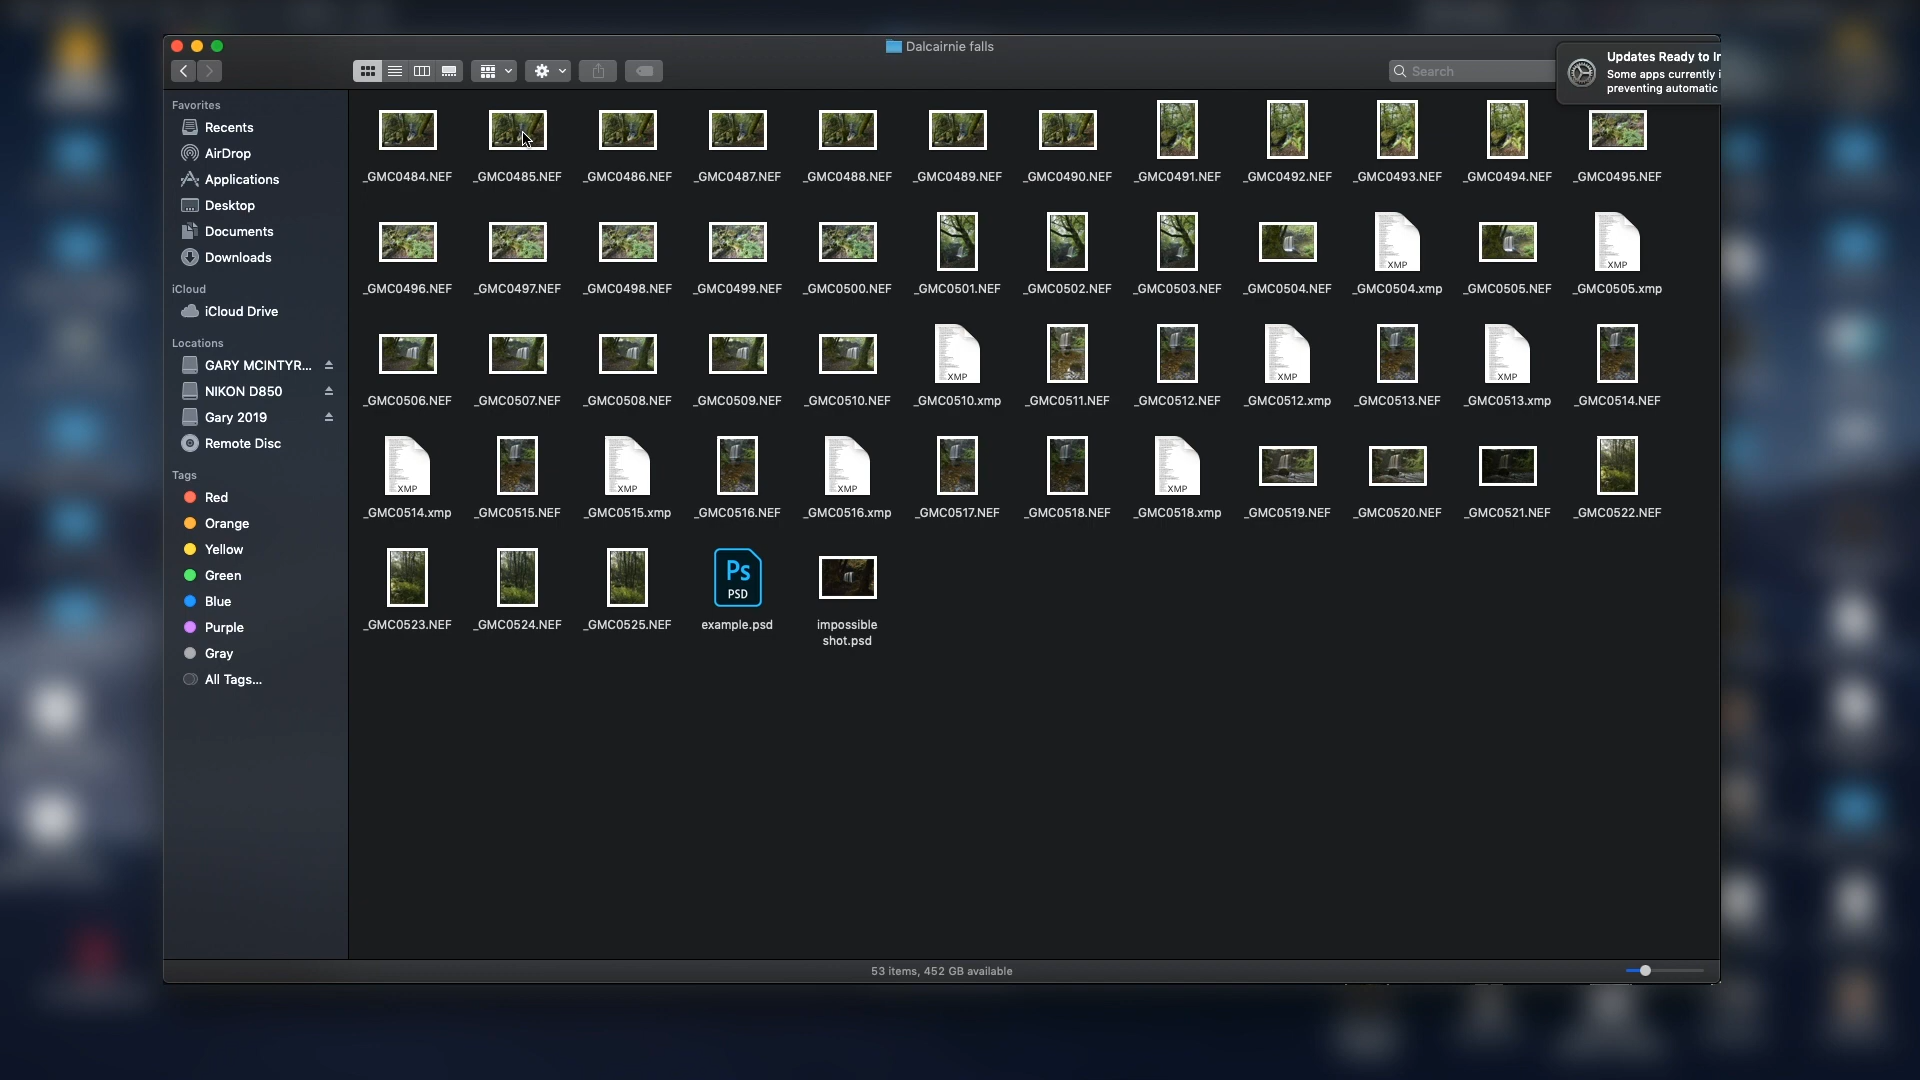 Dalcairnie falls
Search
Updates Ready to In
Some apps currently i
preventing automatic
Favorites
Recents
AirDrop
Applications
Desktop
Documents
Downloads
iCloud
iCloud Drive
Locations
GARY MCINTYR...
NIKON D850
Gary 2019
Remote Disc
Tags
Red
Orange
Yellow
Green
Blue
Purple
Gray
All Tags...
_GMC0484.NEF _GMC0485.NEF _GMC0486.NEF _GMC0487.NEF _GMC0488.NEF _GMC0489.NEF _GMC0490.NEF _GMC0491.NEF _GMC0492.NEF _GMC0493.NEF _GMC0494.NEF _GMC0495.NEF
XMP XMP
_GMC0496.NEF _GMC0497.NEF _GMC0498.NEF _GMC0499.NEF _GMC0500.NEF _GMC0501.NEF _GMC0502.NEF _GMC0503.NEF _GMC0504.NEF _GMC0504.xmp _GMC0505.NEF _GMC0505.xmp
XMP XMP XMP
_GMC0506.NEF _GMC0507.NEF _GMC0508.NEF _GMC0509.NEF _GMC0510.NEF _GMC0510.xmp _GMC0511.NEF _GMC0512.NEF _GMC0512.xmp _GMC0513.NEF _GMC0513.xmp _GMC0514.NEF
XMP XMP XMP XMP
_GMC0514.xmp _GMC0515.NEF _GMC0515.xmp _GMC0516.NEF _GMC0516.xmp _GMC0517.NEF _GMC0518.NEF _GMC0518.xmp _GMC0519.NEF _GMC0520.NEF _GMC0521.NEF _GMC0522.NEF
Ps
PSD
_GMC0523.NEF _GMC0524.NEF _GMC0525.NEF example.psd impossible
shot.psd
53 items, 452 GB available